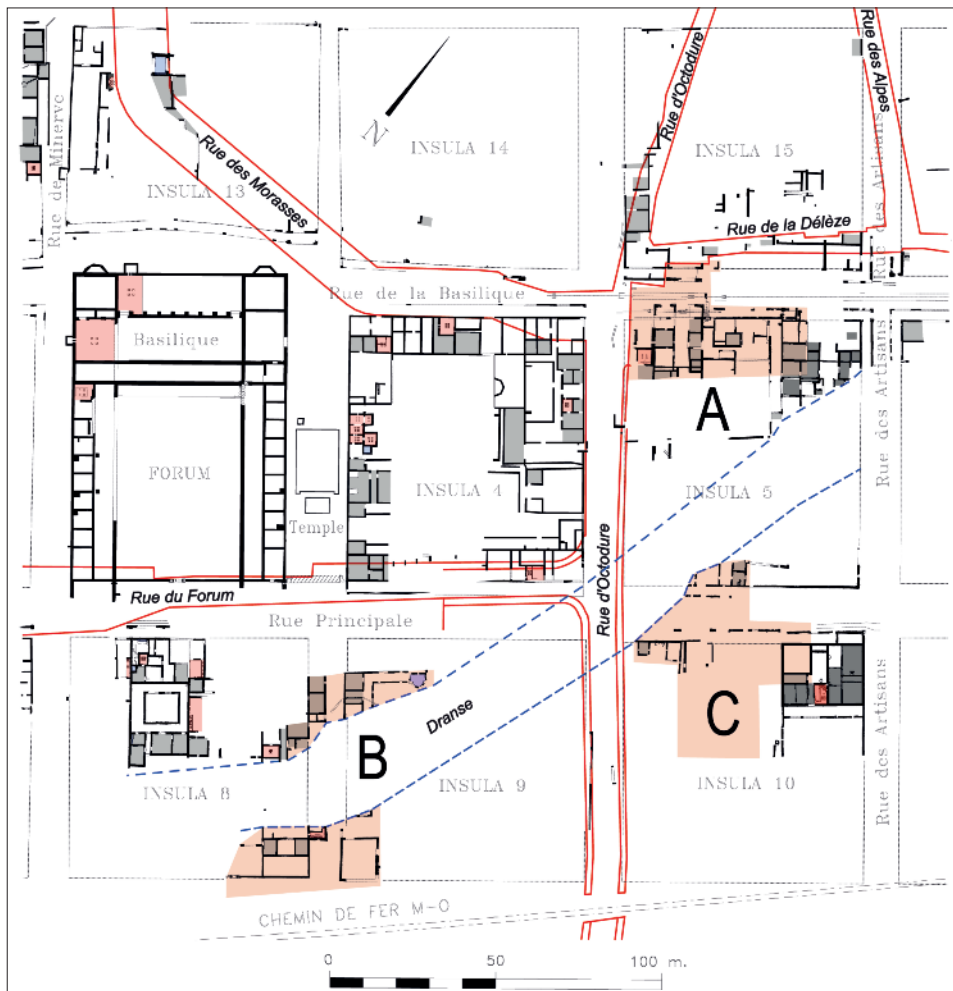 Rue d'Octodure
Rue des Alpes
Rue de Minerve
N
Rue des Morasses
INSULA 13
INSULA 14
INSULA 15
Rue des Artisans
Rue de la Délèze
Rue de la Basilique
Basilique
A
Rue des Artisans
FORUM
INSULA 4
INSULA 5
Temple
Rue d'Octodure
Rue du Forum
Rue Principale
Dranse
C
B
INSULA 8
INSULA 9
INSULA 10
Rue des Artisans
CHEMIN DE FER M-O
0 50 100 m.